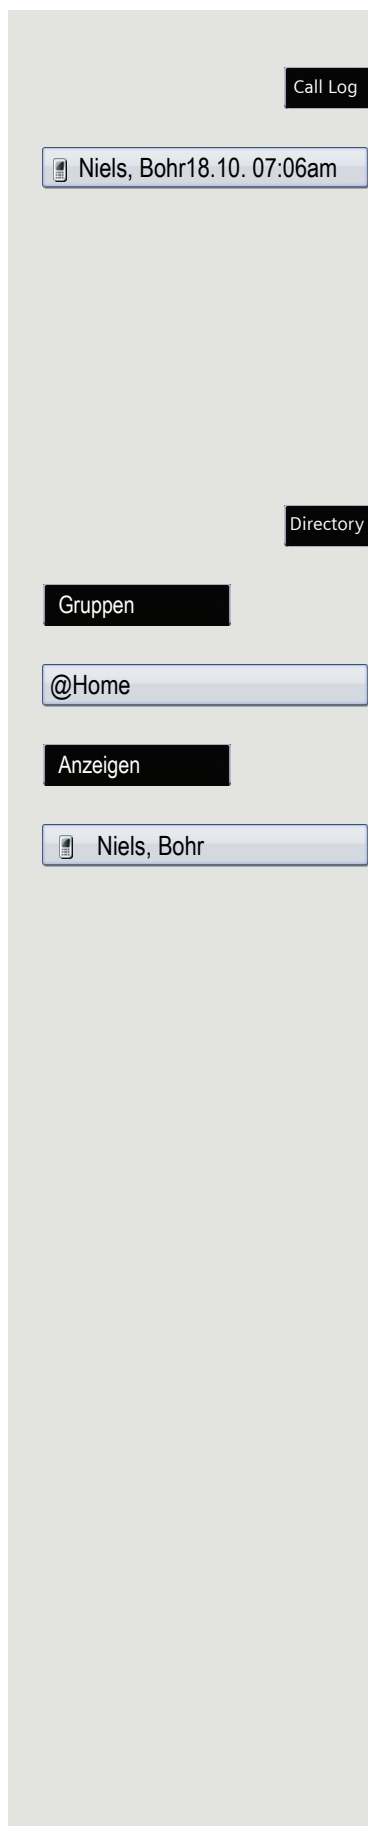 Call Log
Niels, Bohr18.10. 07:06am
Directory
Gruppen
@Home
Anzeigen
Niels, Bohr